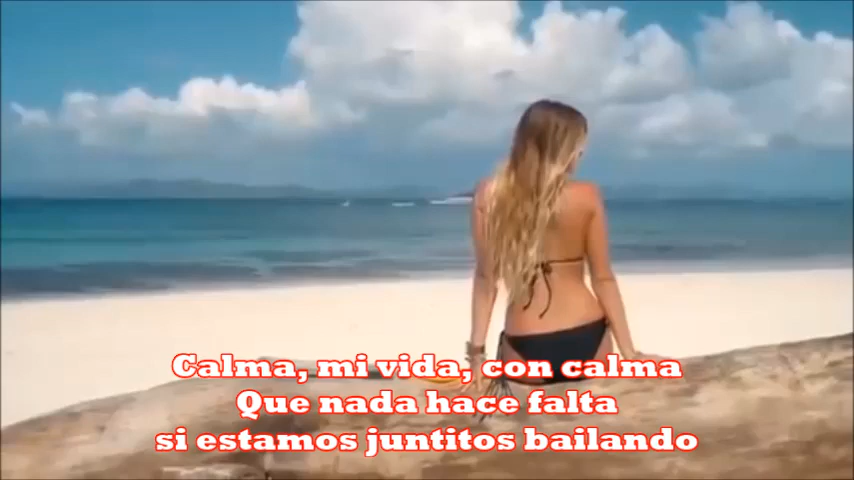 Calma, mi vida, con calma
Que nada hace falta
si estamos juntitos bailando